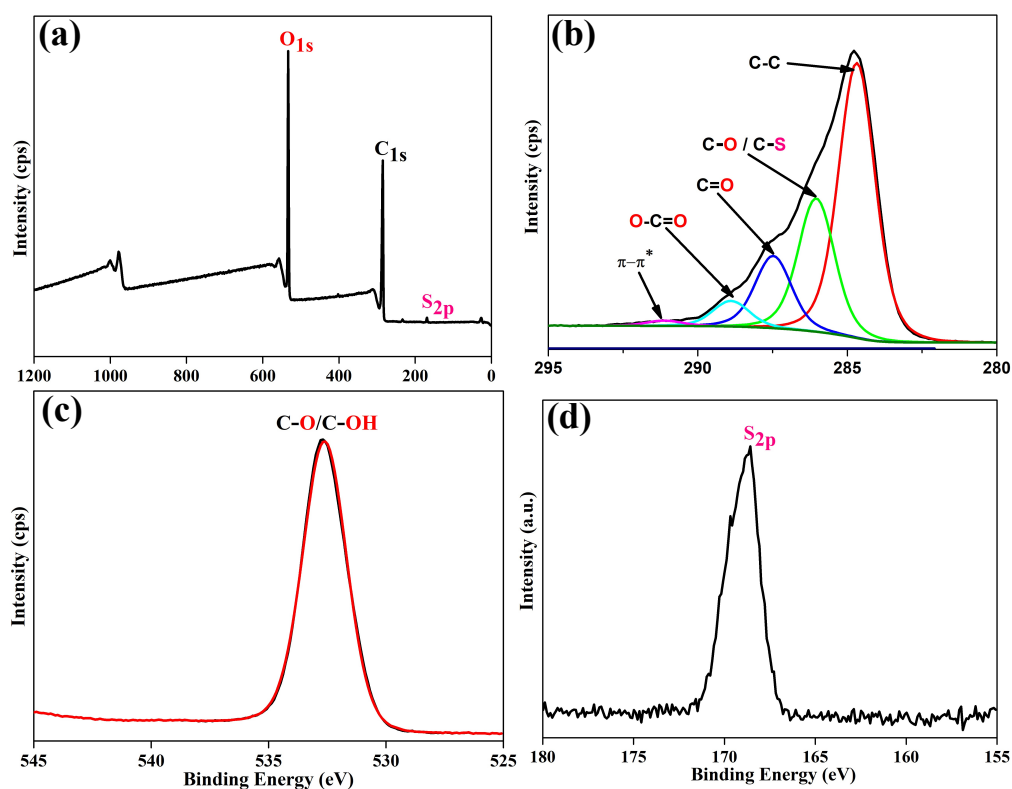 (a)
O1s
C1s
S2p
Intensity (cps)
1200 1000 800 600 400 200 0
(b)
C-C
C-O / C-S
C=O
O-C=O
π–π*
Intensity (cps)
295 290 285 280
(c)
C-O/C-OH
Intensity (cps)
545 540 535 530 525
Binding Energy (eV)
(d)
S2p
Intensity (a.u.)
180 175 170 165 160 155
Binding Energy (eV)